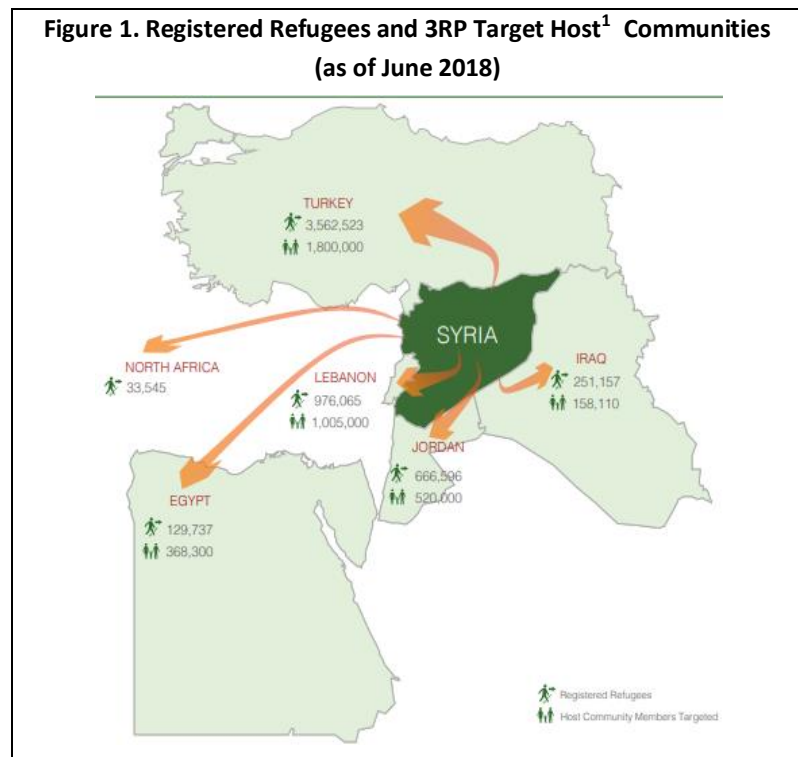 Figure 1. Registered Refugees and 3RP Target Host¹ Communities
(as of June 2018)
TURKEY
3,562,523
1,800,000
SYRIA
NORTH AFRICA
33,545
LEBANON
976,065
1,005,000
IRAQ
251,157
158,110
JORDAN
666,596
520,000
EGYPT
129,737
368,300
Registered Refugees
Host Community Members Targeted